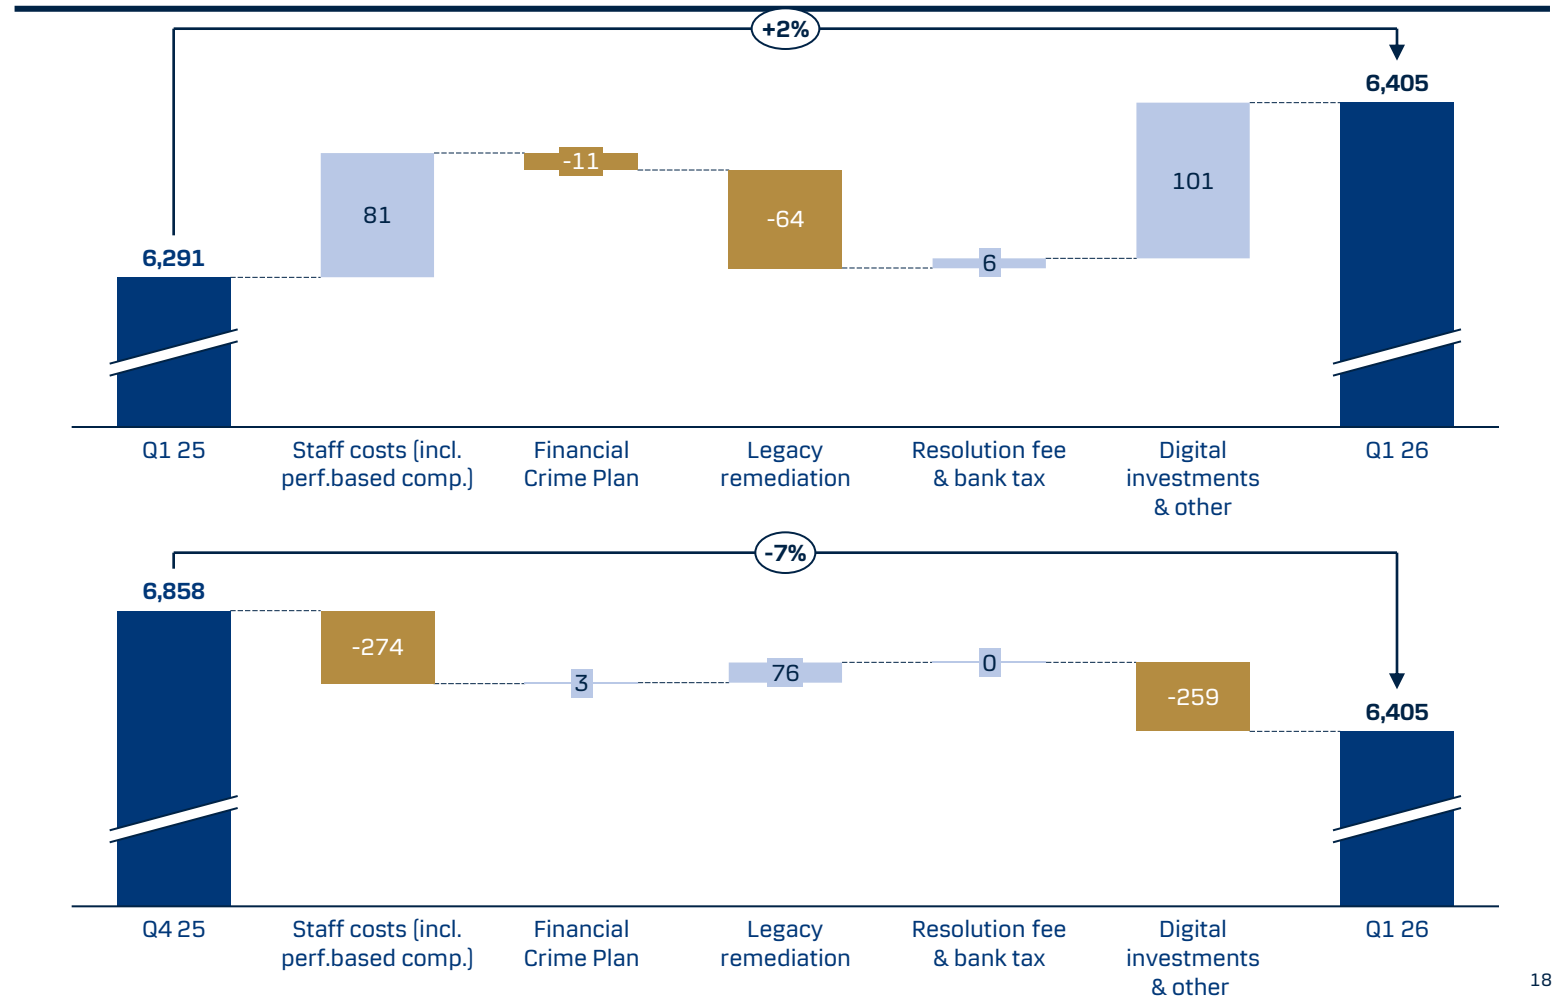 +2%
6,405
101
-11
81
-64
6,291
6
Q1 25
Staff costs (incl.
perf.based comp.)
Financial
Crime Plan
Legacy
remediation
Resolution fee
& bank tax
Digital
investments
& other
Q1 26
-7%
6,858
-274
3
76
0
-259
6,405
Q4 25
Staff costs (incl.
perf.based comp.)
Financial
Crime Plan
Legacy
remediation
Resolution fee
& bank tax
Digital
investments
& other
Q1 26
18